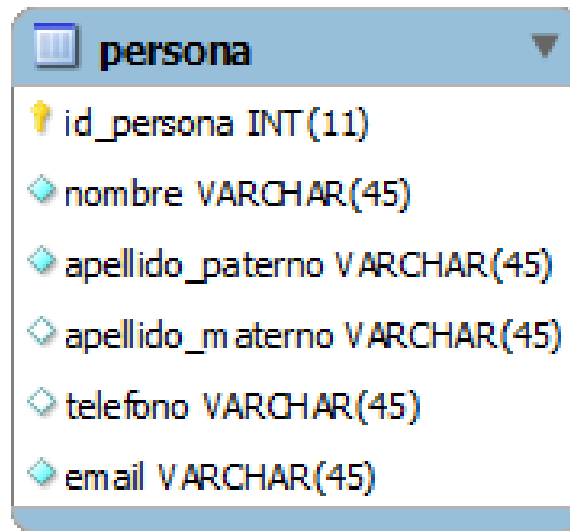 persona
id_persona INT(11)
nombre VARCHAR(45)
apellido_paterno VARCHAR(45)
apellido_materno VARCHAR(45)
telefono VARCHAR(45)
email VARCHAR(45)